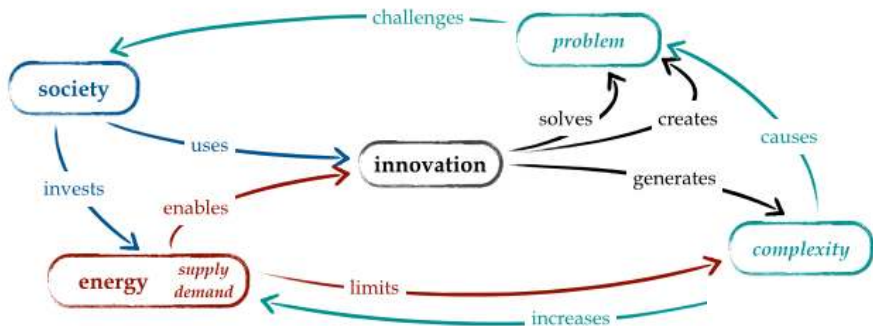 challenges
problem
society
solves
creates
uses
innovation
causes
invests
generates
enables
complexity
energy
supply
demand
limits
increases